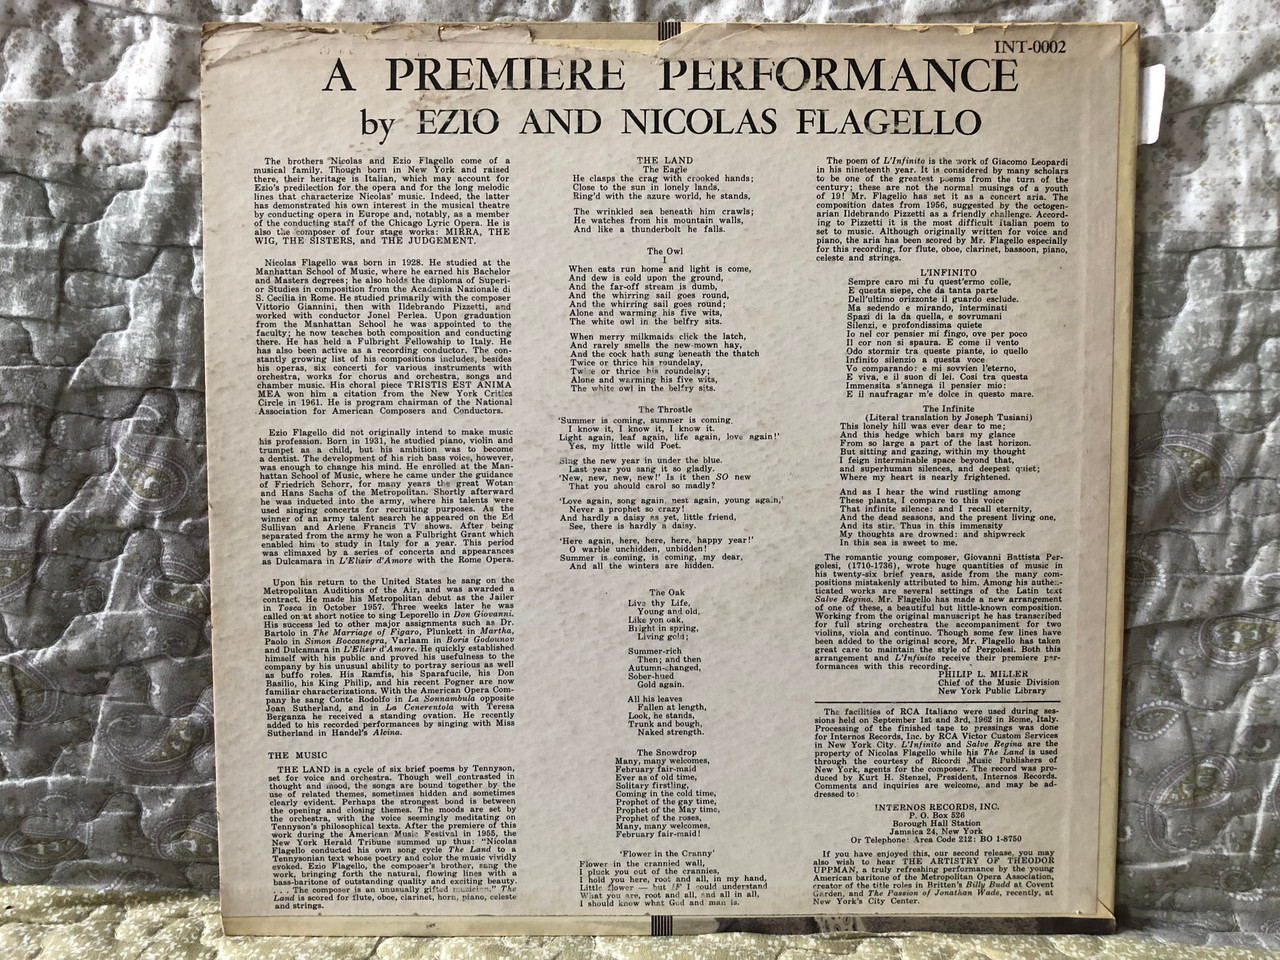 INT-0002
A PREMIERE PERFORMANCE
by EZIO AND NICOLAS FLAGELLO
The brothers Nicolas and Ezio Flagello come of a
musical family. Though born in New York and raised
there, their heritage is Italian, which may account for
Ezio's predilection for the opera and for the long melodic
lines that characterize Nicolas' music. Indeed, the latter
has demonstrated his own interest in the musical theatre
by conducting opera in Europe and, notably, as a member
of the conducting staff of the Chicago Lyric Opera. He is
also the composer of four stage works: MIRRA, THE
WIG, THE SISTERS, and THE JUDGEMENT.
Nicolas Flagello was born in 1928. He studied at the
Manhattan School of Music, where he earned his Bachelor
and Masters degrees; he also holds the diploma of Superi-
or Studies in composition from the Academia Nazionale di
S. Cecilia in Rome. He studied primarily with the composer
Vittorio Giannini, then with Ildebrando Pizzetti, and
worked with conductor Jonel Perlea. Upon graduation
from the Manhattan School he was appointed to the
faculty; he now teaches both composition and conducting
there. He has held a Fulbright Fellowship to Italy. He
has also been active as a recording conductor. The con-
stantly growing list of his compositions includes, besides
his operas, six concerti for various instruments with
orchestra, works for chorus and orchestra, songs and
chamber music. His choral piece TRISTIS EST ANIMA
MEA won him a citation from the New York Critics
Circle in 1961. He is program chairman of the National
Association for American Composers and Conductors.
Ezio Flagello did not originally intend to make music
his profession. Born in 1931, he studied piano, violin and
trumpet as a child, but his ambition was to become
a dentist. The development of his rich bass voice, however,
was enough to change his mind. He enrolled at the Man-
hattan School of Music, where he came under the guidance
of Friedrich Schorr, for many years the great Wotan
and Hans Sachs of the Metropolitan. Shortly afterward
he was inducted into the army, where his talents were
used singing concerts for recruiting purposes. As the
winner of an army talent search he appeared on the Ed
Sullivan and Arlene Francis TV shows. After being
separated from the army he won a Fulbright Grant which
enabled him to study in Italy for a year. This period
was climaxed by a series of concerts and appearances
as Dulcamara in L'Elisir d'Amore with the Rome Opera.
Upon his return to the United States he sang on the
Metropolitan Auditions of the Air, and was awarded a
contract. He made his Metropolitan debut as the Jailer
in Tosca in October 1957. Three weeks later he was
called on at short notice to sing Leporello in Don Giovanni.
His success led to other major assignments such as Dr.
Bartolo in The Marriage of Figaro, Plunkett in Martha,
Paolo in Simon Boccanegra, Varlaam in Boris Godounov
and Dulcamara in L'Elisir d'Amore. He quickly established
himself with his public and proved his usefulness to the
company by his unusual ability to portray serious as well
as buffo roles. His Ramfis, his Sparafucile, his Don
Basilio, his King Philip, and his recent Pogner are now
familiar characterizations. With the American Opera Com-
pany he sang Conte Rodolfo in La Sonnambula opposite
Joan Sutherland, and in La Cenerentola with Teresa
Berganza he received a standing ovation. He recently
added to his recorded performances by singing with Miss
Sutherland in Handel's Alcina.
THE MUSIC
THE LAND is a cycle of six brief poems by Tennyson,
set for voice and orchestra. Though well contrasted in
thought and mood, the songs are bound together by the
use of related themes, sometimes hidden and sometimes
clearly evident. Perhaps the strongest bond is between
the opening and closing themes. The moods are set by
the orchestra, with the voice seemingly meditating on
Tennyson's philosophical texts. After the premiere of this
work during the American Music Festival in 1955, the
New York Herald Tribune summed up thus: "Nicolas
Flagello conducted his own song cycle The Land to a
Tennysonian text whose poetry and color the music vividly
evoked. Ezio Flagello, the composer's brother, sang the
work, bringing forth the natural, flowing lines with a
bass-baritone of outstanding quality and exciting beauty.
. . . The composer is an unusually gifted musician." The
Land is scored for flute, oboe, clarinet, horn, piano, celeste
and strings.
THE LAND
The Eagle
He clasps the crag with crooked hands;
Close to the sun in lonely lands,
Ring'd with the azure world, he stands,
The wrinkled sea beneath him crawls;
He watches from his mountain walls,
And like a thunderbolt he falls.
The Owl
I
When cats run home and light is come,
And dew is cold upon the ground,
And the far-off stream is dumb,
And the whirring sail goes round,
And the whirring sail goes round;
Alone and warming his five wits,
The white owl in the belfry sits.
When merry milkmaids click the latch,
And rarely smells the new-mown hay,
And the cock hath sung beneath the thatch
Twice or thrice his roundelay,
Twice or thrice his roundelay;
Alone and warming his five wits,
The white owl in the belfry sits.
The Throstle
'Summer is coming, summer is coming,
I know it, I know it, I know it.
Light again, leaf again, life again, love again!'
Yes, my little wild Poet.
Sing the new year in under the blue.
Last year you sang it so gladly.
'New, new, new, new!' Is it then SO new
That you should carol so madly?
'Love again, song again, nest again, young again,'
Never a prophet so crazy!
And hardly a daisy as yet, little friend,
See, there is hardly a daisy.
'Here again, here, here, here, happy year!'
O warble unchidden, unbidden!
Summer is coming, is coming, my dear,
And all the winters are hidden.
The Oak
Live thy Life,
Young and old,
Like yon oak,
Bright in spring,
Living gold;
Summer-rich
Then; and then
Autumn-changed,
Sober-hued
Gold again.
All his leaves
Fallen at length,
Look, he stands,
Trunk and bough,
Naked strength.
The Snowdrop
Many, many welcomes,
February fair-maid
Ever as of old time,
Solitary firstling,
Coming in the cold time,
Prophet of the gay time,
Prophet of the May time,
Prophet of the roses,
Many, many welcomes,
February fair-maid!
'Flower in the Cranny'
Flower in the crannied wall,
I pluck you out of the crannies,
I hold you here, root and all, in my hand,
Little flower — but IF I could understand
What you are, root and all, and all in all,
I should know what God and man is.
The poem of L'Infinito is the work of Giacomo Leopardi
in his nineteenth year. It is considered by many scholars
to be one of the greatest poems from the turn of the
century; these are not the normal musings of a youth
of 19! Mr. Flagello has set it as a concert aria. The
composition dates from 1956, suggested by the octogen-
arian Ildebrando Pizzetti as a friendly challenge. Accord-
ing to Pizzetti it is the most difficult Italian poem to
set to music. Although originally written for voice and
piano, the aria has been scored by Mr. Flagello especially
for this recording, for flute, oboe, clarinet, bassoon, piano,
celeste and strings.
L'INFINITO
Sempre caro mi fu quest'ermo colle,
E questa siepe, che da tanta parte
Dell'ultimo orizzonte il guardo esclude.
Ma sedendo e mirando, interminati
Spazi di la da quella, e sovrumani
Silenzi, e profondissima quiete
Io nel cor pensier mi fingo, ove per poco
Il cor non si spaura. E come il vento
Odo stormir tra queste piante, io quello
Infinito silenzio a questa voce
Vo comparando: e mi sovvien l'eterno,
E viva, e il suon di lei. Cosi tra questa
Immensita s'annega il pensier mio:
E il naufragar m'e dolce in questo mare.
The Infinite
(Literal translation by Joseph Tusiani)
This lonely hill was ever dear to me;
And this hedge which bars my glance
From so large a part of the last horizon.
But sitting and gazing, within my thought
I feign interminable space beyond that,
and superhuman silences, and deepest quiet;
Where my heart is nearly frightened.
And as I hear the wind rustling among
These plants, I compare to this voice
That infinite silence: and I recall eternity,
And the dead seasons, and the present living one,
And its stir. Thus in this immensity
My thoughts are drowned: and shipwreck
In this sea is sweet to me.
The romantic young composer, Giovanni Battista Per-
golesi, (1710-1736), wrote huge quantities of music in
his twenty-six brief years, aside from the many com-
positions mistakenly attributed to him. Among his authen-
ticated works are several settings of the Latin text
Salve Regina. Mr. Flagello has made a new arrangement
of one of these, a beautiful but little-known composition.
Working from the original manuscript he has transcribed
for full string orchestra the accompaniment for two
violins, viola and continuo. Though some few lines have
been added to the original score, Mr. Flagello has taken
great care to maintain the style of Pergolesi. Both this
arrangement and L'Infinito receive their premiere per-
formances with this recording.
PHILIP L. MILLER
Chief of the Music Division
New York Public Library
The facilities of RCA Italiano were used during ses-
sions held on September 1st and 3rd, 1962 in Rome, Italy.
Processing of the finished tape to pressings was done
for Internos Records, Inc. by RCA Victor Custom Services
in New York City. L'Infinito and Salve Regina are the
property of Nicolas Flagello while his The Land is used
through the courtesy of Ricordi Music Publishers of
New York, agents for the composer. The record was pro-
duced by Kurt H. Stenzel, President, Internos Records.
Comments and inquiries are welcome, and may be ad-
dressed to:
INTERNOS RECORDS, INC.
P. O. Box 526
Borough Hall Station
Jamaica 24, New York
Or Telephone: Area Code 212: BO 1-8750
If you have enjoyed this, our second release, you may
also wish to hear THE ARTISTRY OF THEODOR
UPPMAN, a truly refreshing performance by the young
American baritone of the Metropolitan Opera Association,
creator of the title roles in Britten's Billy Budd at Covent
Garden, and The Passion of Jonathan Wade, recently, at
New York's City Center.